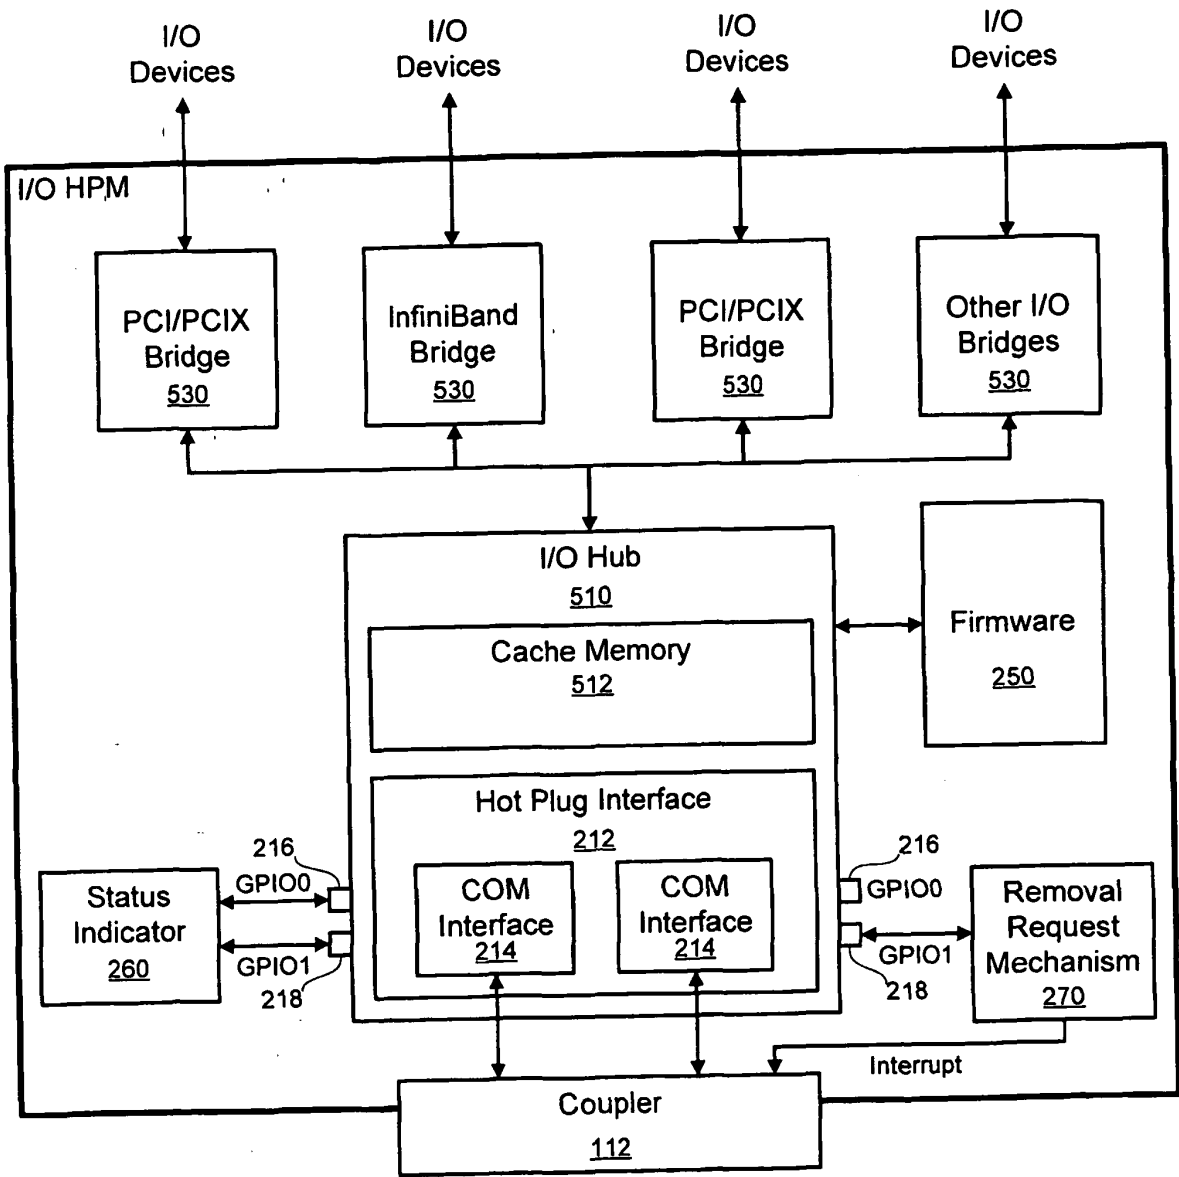 I/O
Devices
I/O
Devices
I/O
Devices
I/O
Devices
I/O HPM
PCI/PCIX
Bridge
530
InfiniBand
Bridge
530
PCI/PCIX
Bridge
530
Other I/O
Bridges
530
I/O Hub
510
Cache Memory
512
Firmware
250
Hot Plug Interface
212
COM
Interface
214
COM
Interface
214
216
GPIO0
Status
Indicator
260
GPIO1
218
216
GPIO0
GPIO1
218
Removal
Request
Mechanism
270
Interrupt
Coupler
112